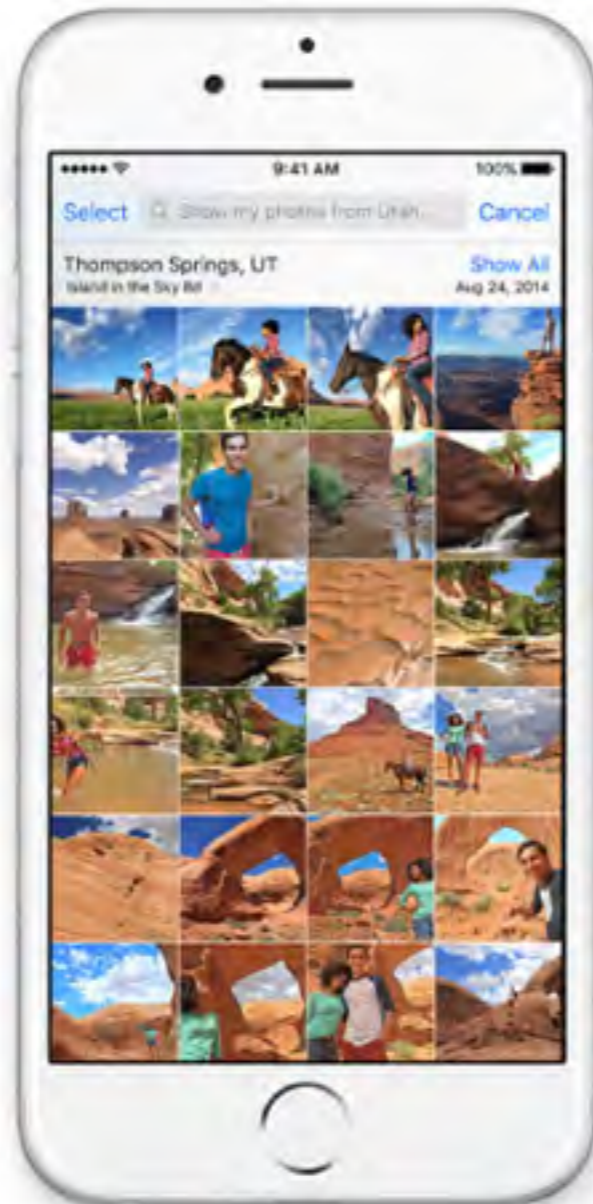 9:41 AM 100%
Select Show my photos from Utah... Cancel
Thompson Springs, UT Show All
Island in the Sky Rd Aug 24, 2014